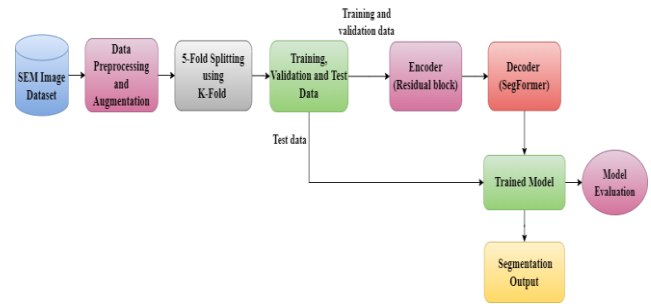 Training and
validation data
SEM Image
Dataset
Data
Preprocessing
and
Augmentation
5-Fold Splitting
using
K-Fold
Training,
Validation and Test
Data
Encoder
(Residual block)
Decoder
(SegFormer)
Test data
Trained Model
Model
Evaluation
Segmentation
Output